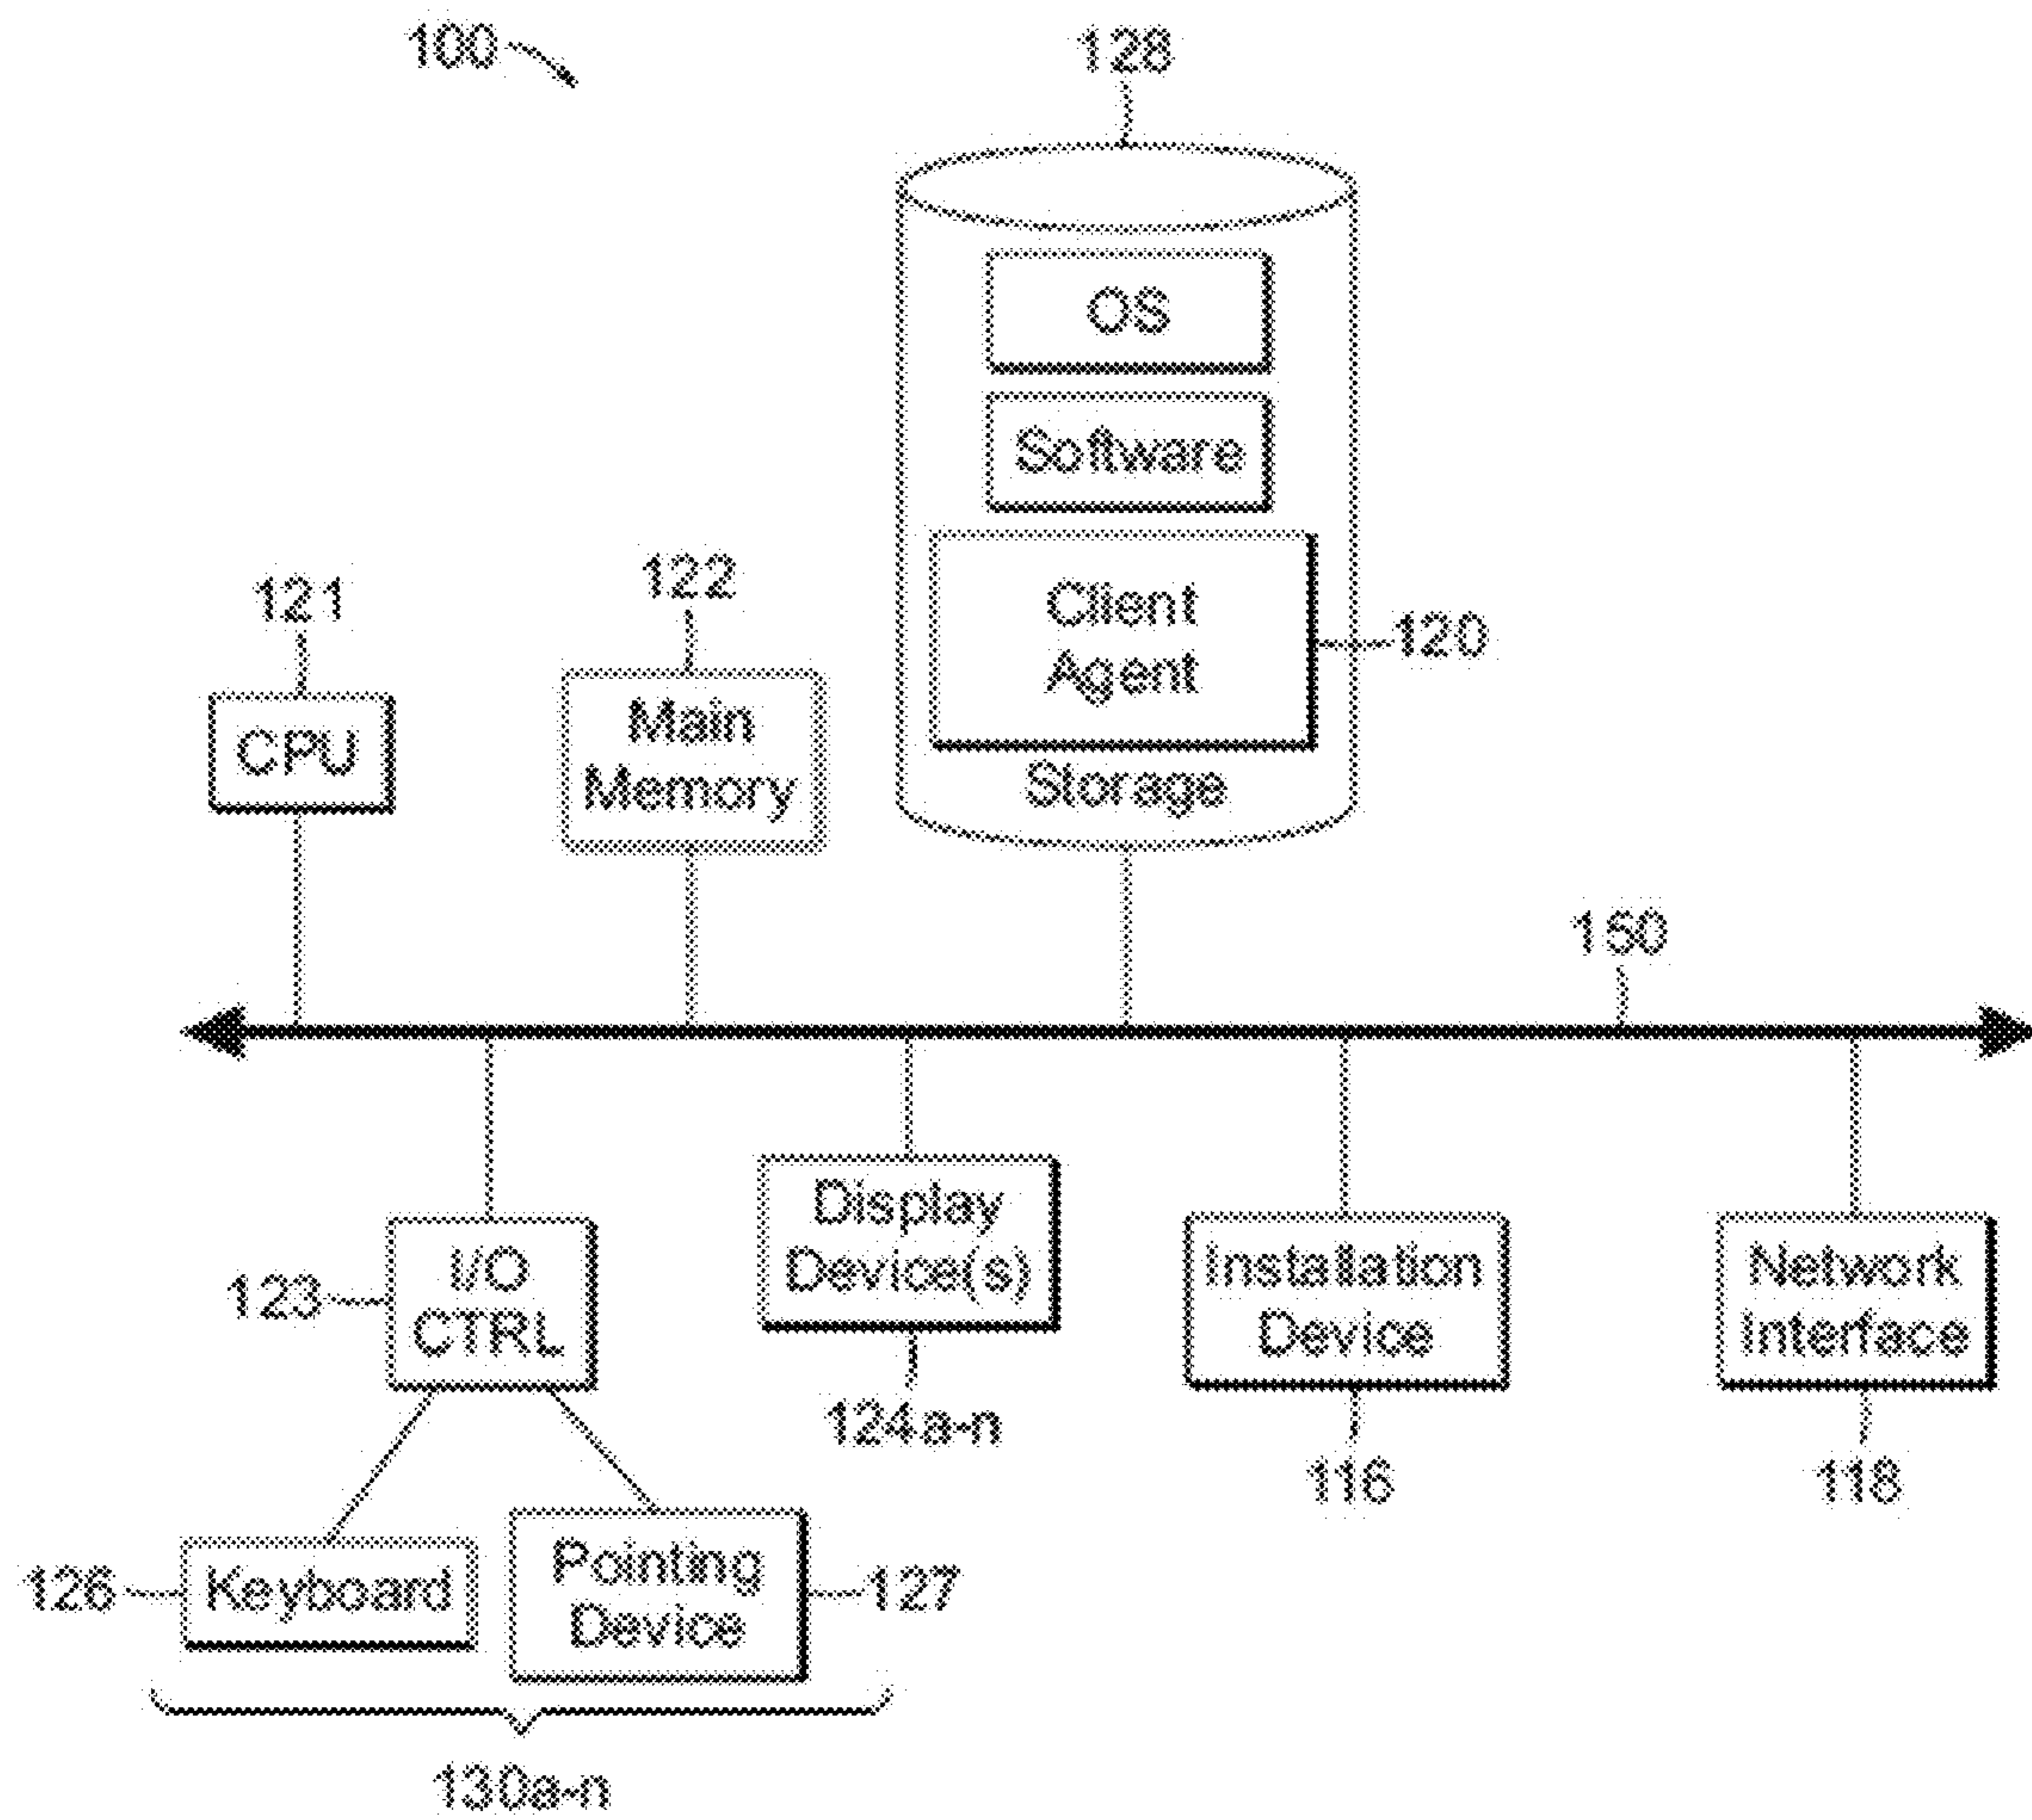 100
128
OS
Software
Client
Agent
120
Storage
121
CPU
122
Main
Memory
150
I/O
CTRL
123
Display
Device(s)
124a-n
Installation
Device
116
Network
Interface
118
126
Keyboard
Pointing
Device
127
130a-n